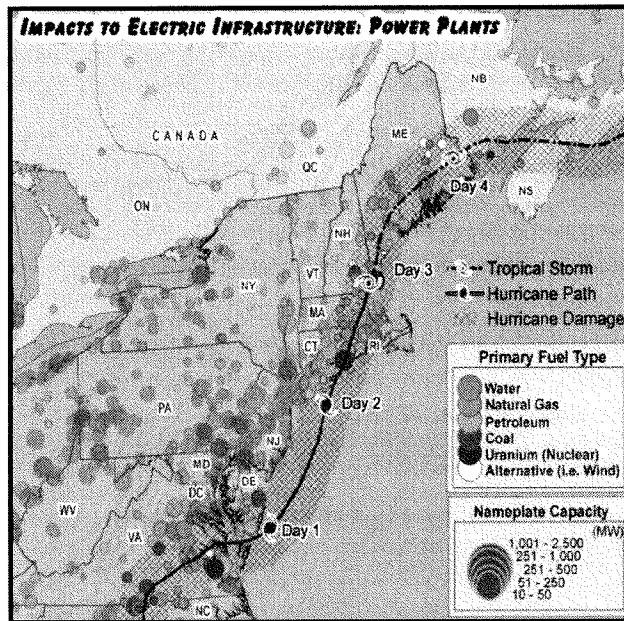 IMPACTS TO ELECTRIC INFRASTRUCTURE: POWER PLANTS
NB
CANADA
ME
QC
NS
Day 4
ON
NH
Day 3
Tropical Storm
VT
NY
Hurricane Path
MA
Hurricane Damage
CT
RI
Primary Fuel Type
Water
Natural Gas
Petroleum
Coal
Uranium (Nuclear)
Alternative (i.e. Wind)
PA
Day 2
NJ
MD
DE
DC
WV
VA
Day 1
NC
Nameplate Capacity
(MW)
1,001 - 2,500
251 - 1,000
251 - 500
51 - 250
10 - 50